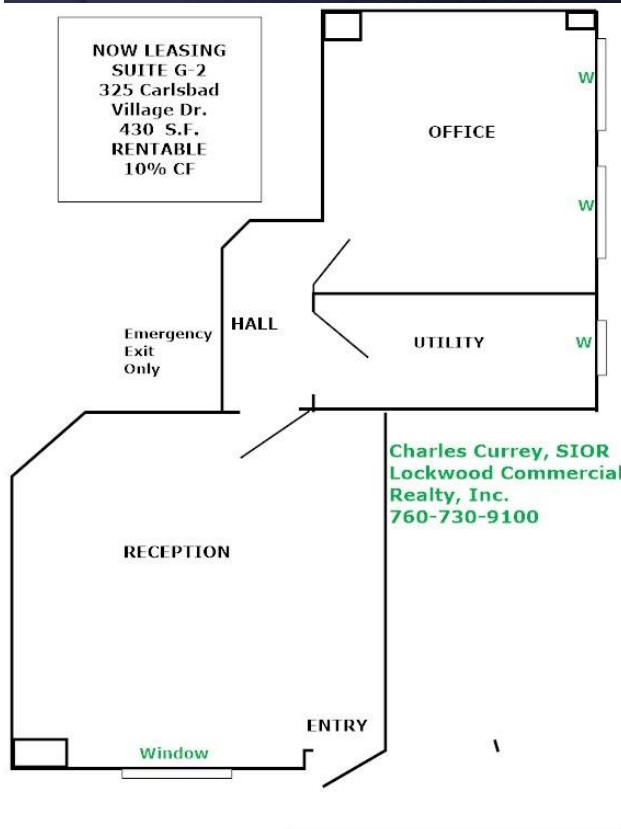 NOW LEASING
SUITE G-2
325 Carlsbad
Village Dr.
430 S.F.
RENTABLE
10% CF
W
OFFICE
W
HALL
Emergency
Exit
Only
UTILITY
W
Charles Currey, SIOR
Lockwood Commercial
Realty, Inc.
760-730-9100
RECEPTION
ENTRY
Window